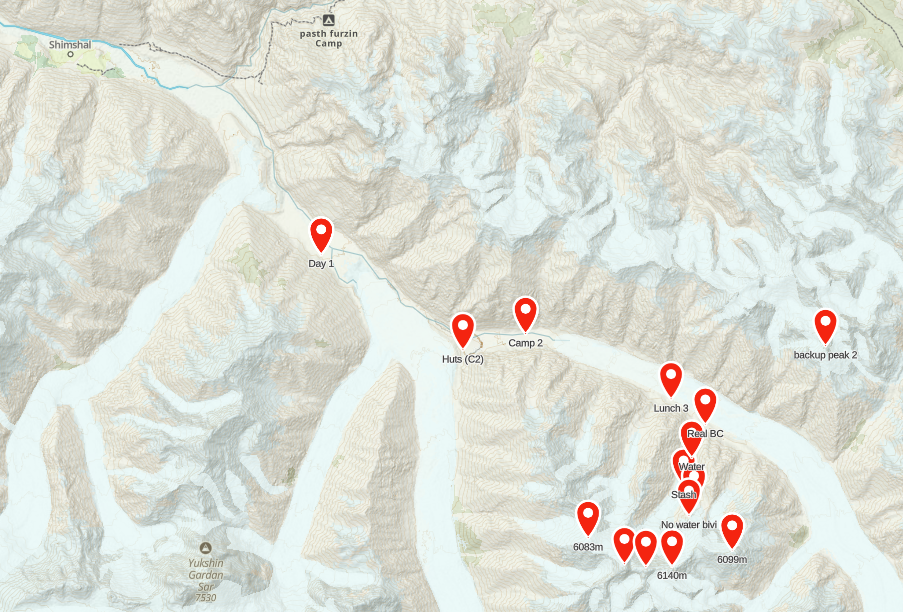 pasth furzin
Camp
Shimshal
Day 1
Camp 2
Huts (C2)
backup peak 2
Lunch 3
Real BC
Water
Stash
No water bivi
6083m
6099m
6140m
Yukshin
Gardan
Sar
7530